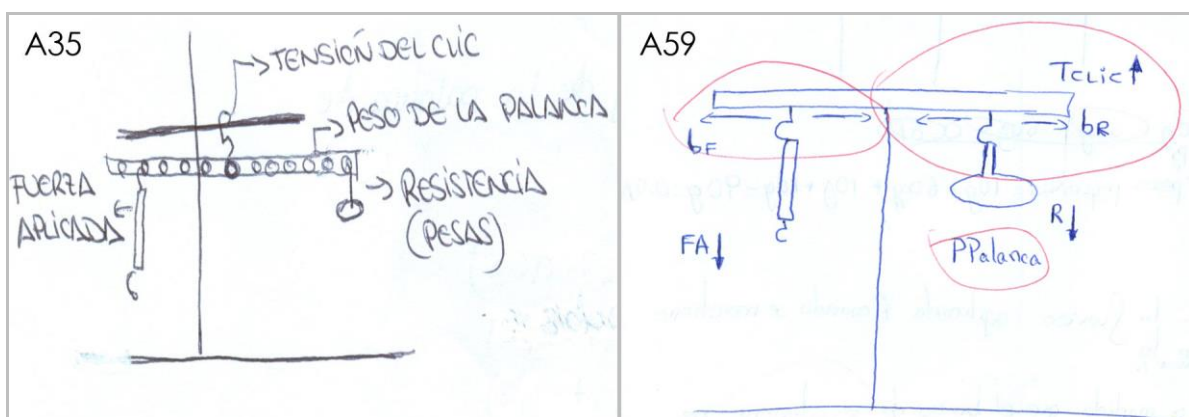 A35
TENSIÓN DEL CLIC
PESO DE LA PALANCA
FUERZA
APLICADA
RESISTENCIA
(PESAS)
A59
TCLIC
bF
bR
FA
R
PPalanca